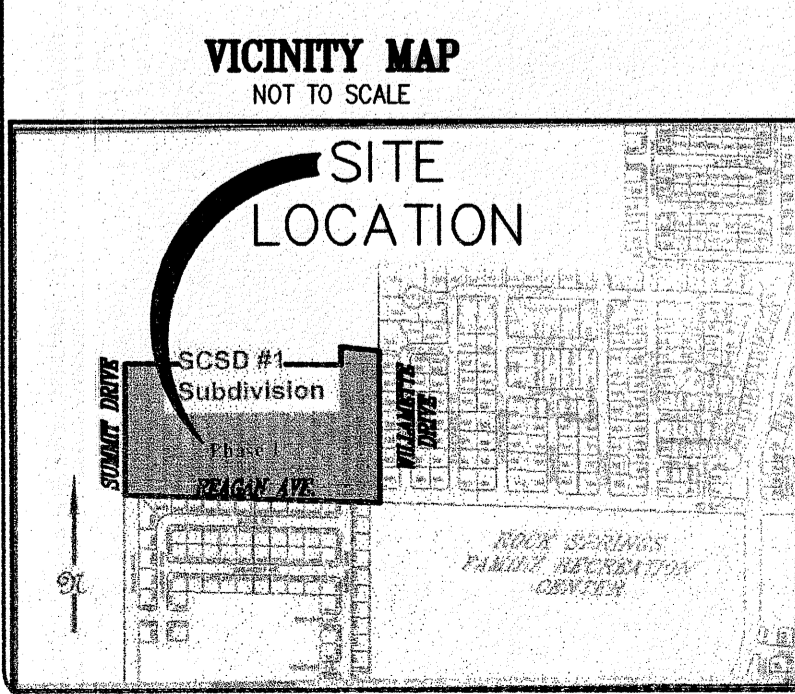 VICINITY MAP
NOT TO SCALE
SITE
LOCATION
SCSD #1
Subdivision
SUMMIT DRIVE
WILLAMETTE
DRIVE
Phase 1
REAGAN AVE.
ROCK SPRINGS
FAMILY RECREATION
CENTER
N